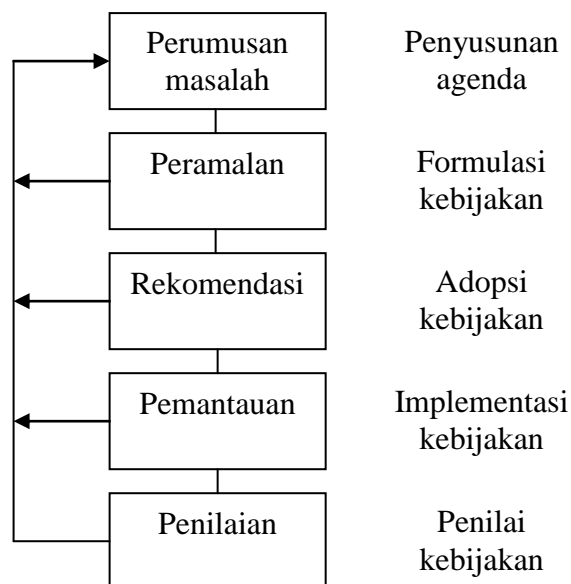 Perumusan
masalah
Penyusunan
agenda
Peramalan
Formulasi
kebijakan
Rekomendasi
Adopsi
kebijakan
Pemantauan
Implementasi
kebijakan
Penilaian
Penilai
kebijakan